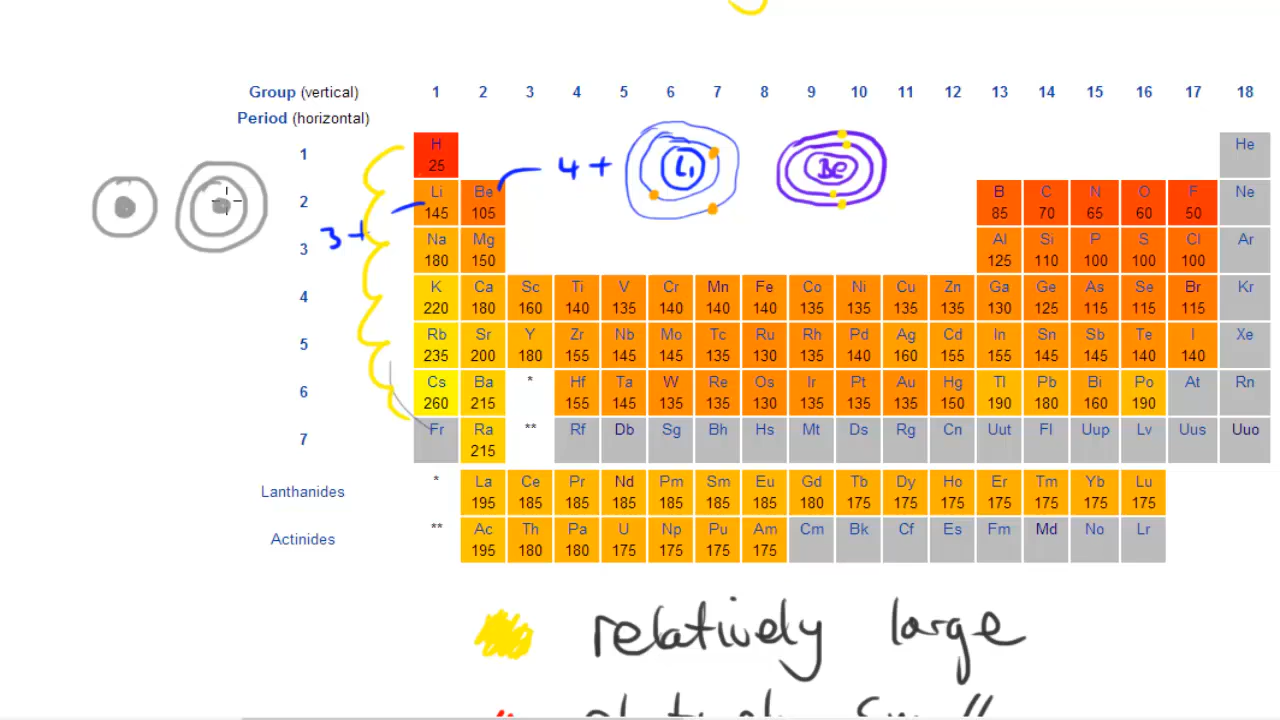 Group (vertical) 1 2 3 4 5 6 7 8 9 10 11 12 13 14 15 16 17 18
Period (horizontal)
1 H He
25
4+ Li Be
2 Li Be B C N O F Ne
145 105 85 70 65 60 50
3+
3 Na Mg Al Si P S Cl Ar
180 150 125 110 100 100 100
4 K Ca Sc Ti V Cr Mn Fe Co Ni Cu Zn Ga Ge As Se Br Kr
220 180 160 140 135 140 140 140 135 135 135 135 130 125 115 115 115
5 Rb Sr Y Zr Nb Mo Tc Ru Rh Pd Ag Cd In Sn Sb Te I Xe
235 200 180 155 145 145 135 130 135 140 160 155 155 145 145 140 140
6 Cs Ba * Hf Ta W Re Os Ir Pt Au Hg Tl Pb Bi Po At Rn
260 215 155 145 135 135 130 135 135 135 150 190 180 160 190
7 Fr Ra ** Rf Db Sg Bh Hs Mt Ds Rg Cn Uut Fl Uup Lv Uus Uuo
215
Lanthanides * La Ce Pr Nd Pm Sm Eu Gd Tb Dy Ho Er Tm Yb Lu
195 185 185 185 185 185 185 180 175 175 175 175 175 175 175
Actinides ** Ac Th Pa U Np Pu Am Cm Bk Cf Es Fm Md No Lr
195 180 180 175 175 175 175
relatively large